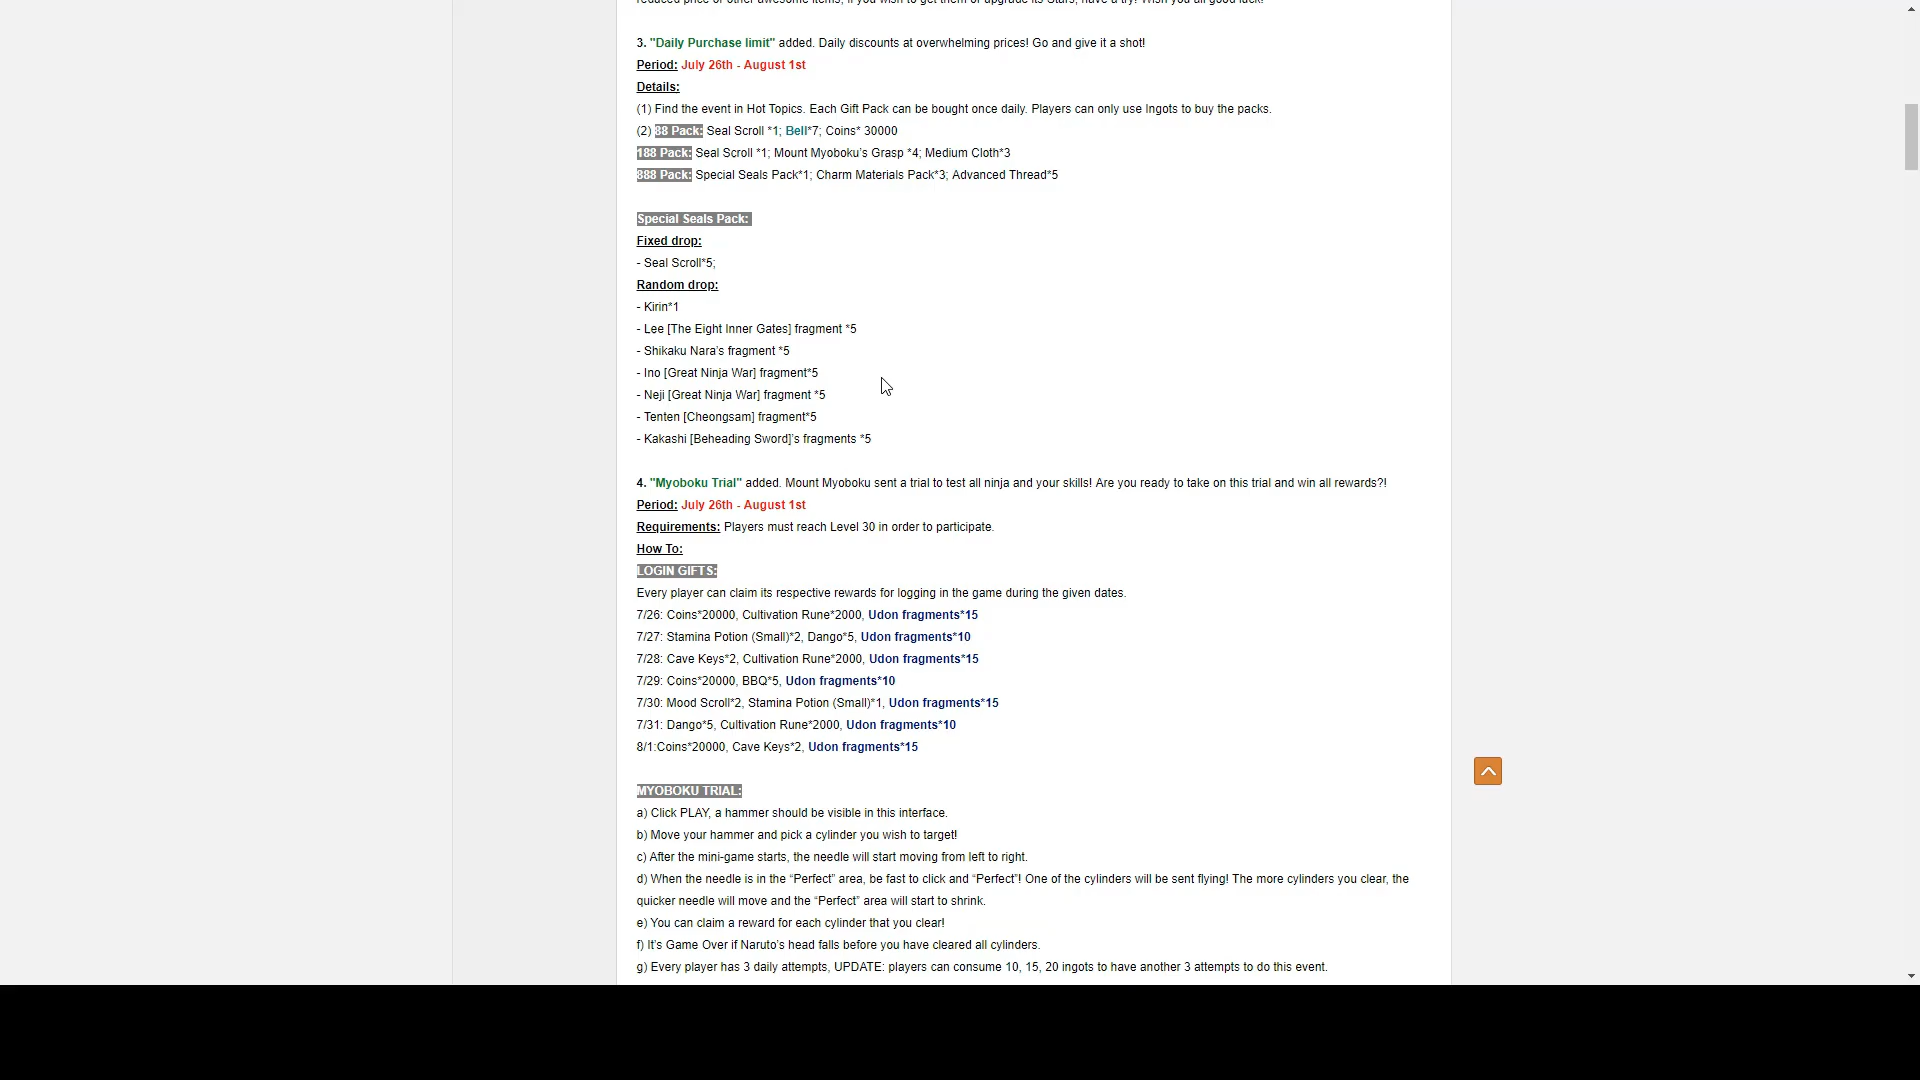 3. "Daily Purchase limit" added. Daily discounts at overwhelming prices! Go and give it a shot!
Period: July 26th - August 1st
Details:
(1) Find the event in Hot Topics. Each Gift Pack can be bought once daily. Players can only use Ingots to buy the packs.
(2) 88 Pack: Seal Scroll *1; Bell*7; Coins* 30000
188 Pack: Seal Scroll *1; Mount Myoboku’s Grasp *4; Medium Cloth*3
888 Pack: Special Seals Pack*1; Charm Materials Pack*3; Advanced Thread*5
Special Seals Pack:
Fixed drop:
- Seal Scroll*5;
Random drop:
- Kirin*1
- Lee [The Eight Inner Gates] fragment *5
- Shikaku Nara’s fragment *5
- Ino [Great Ninja War] fragment*5
- Neji [Great Ninja War] fragment *5
- Tenten [Cheongsam] fragment*5
- Kakashi [Beheading Sword]’s fragments *5
4. "Myoboku Trial" added. Mount Myoboku sent a trial to test all ninja and your skills! Are you ready to take on this trial and win all rewards?!
Period: July 26th - August 1st
Requirements: Players must reach Level 30 in order to participate.
How To:
LOGIN GIFTS:
Every player can claim its respective rewards for logging in the game during the given dates.
7/26: Coins*20000, Cultivation Rune*2000, Udon fragments*15
7/27: Stamina Potion (Small)*2, Dango*5, Udon fragments*10
7/28: Cave Keys*2, Cultivation Rune*2000, Udon fragments*15
7/29: Coins*20000, BBQ*5, Udon fragments*10
7/30: Mood Scroll*2, Stamina Potion (Small)*1, Udon fragments*15
7/31: Dango*5, Cultivation Rune*2000, Udon fragments*10
8/1:Coins*20000, Cave Keys*2, Udon fragments*15
MYOBOKU TRIAL:
a) Click PLAY, a hammer should be visible in this interface.
b) Move your hammer and pick a cylinder you wish to target!
c) After the mini-game starts, the needle will start moving from left to right.
d) When the needle is in the “Perfect” area, be fast to click and “Perfect”! One of the cylinders will be sent flying! The more cylinders you clear, the
quicker needle will move and the “Perfect” area will start to shrink.
e) You can claim a reward for each cylinder that you clear!
f) It’s Game Over if Naruto’s head falls before you have cleared all cylinders.
g) Every player has 3 daily attempts, UPDATE: players can consume 10, 15, 20 ingots to have another 3 attempts to do this event.